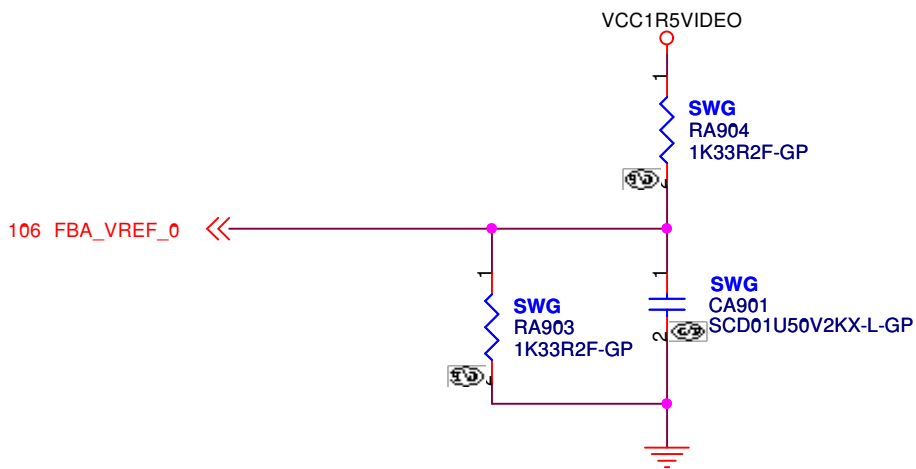 VCC1R5VIDEO
1
SWG
RA904
1K33R2F-GP
106 FBA_VREF_0
1
SWG
RA903
1K33R2F-GP
1
SWG
CA901
SCD01U50V2KX-L-GP
2